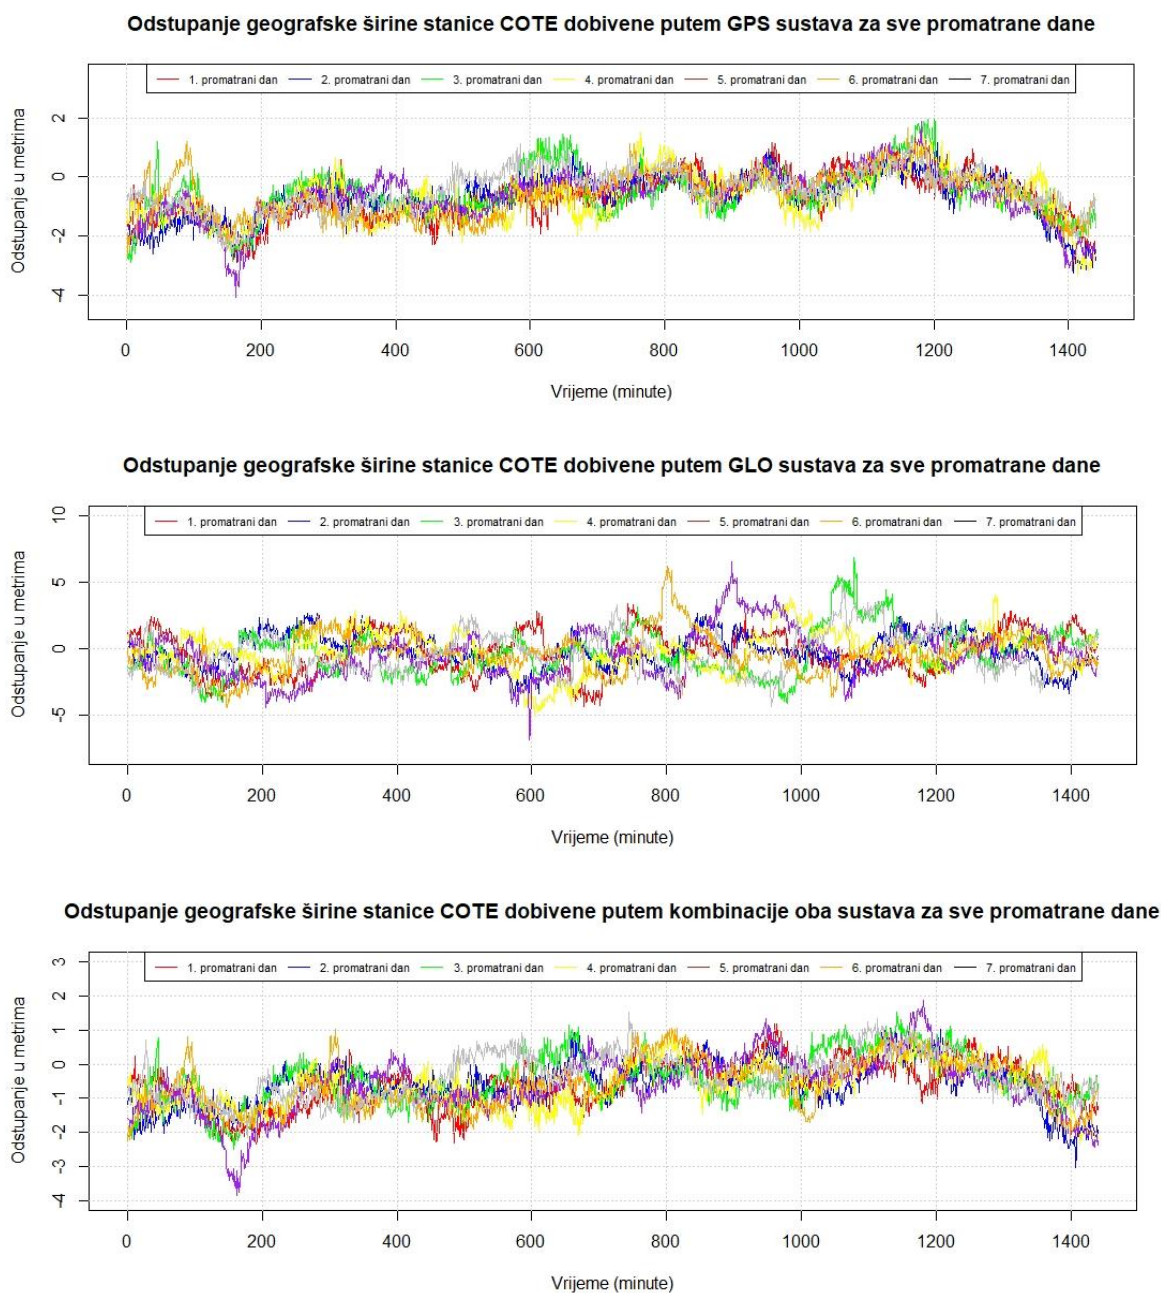 Odstupanje geografske širine stanice COTE dobivene putem GPS sustava za sve promatrane dane
1. promatrani dan 2. promatrani dan 3. promatrani dan 4. promatrani dan 5. promatrani dan 6. promatrani dan 7. promatrani dan
Odstupanje u metrima
2
0
-2
-4
0 200 400 600 800 1000 1200 1400
Vrijeme (minute)
Odstupanje geografske širine stanice COTE dobivene putem GLO sustava za sve promatrane dane
1. promatrani dan 2. promatrani dan 3. promatrani dan 4. promatrani dan 5. promatrani dan 6. promatrani dan 7. promatrani dan
Odstupanje u metrima
10
5
0
-5
0 200 400 600 800 1000 1200 1400
Vrijeme (minute)
Odstupanje geografske širine stanice COTE dobivene putem kombinacije oba sustava za sve promatrane dane
1. promatrani dan 2. promatrani dan 3. promatrani dan 4. promatrani dan 5. promatrani dan 6. promatrani dan 7. promatrani dan
Odstupanje u metrima
3
2
1
0
-1
-2
-3
-4
0 200 400 600 800 1000 1200 1400
Vrijeme (minute)